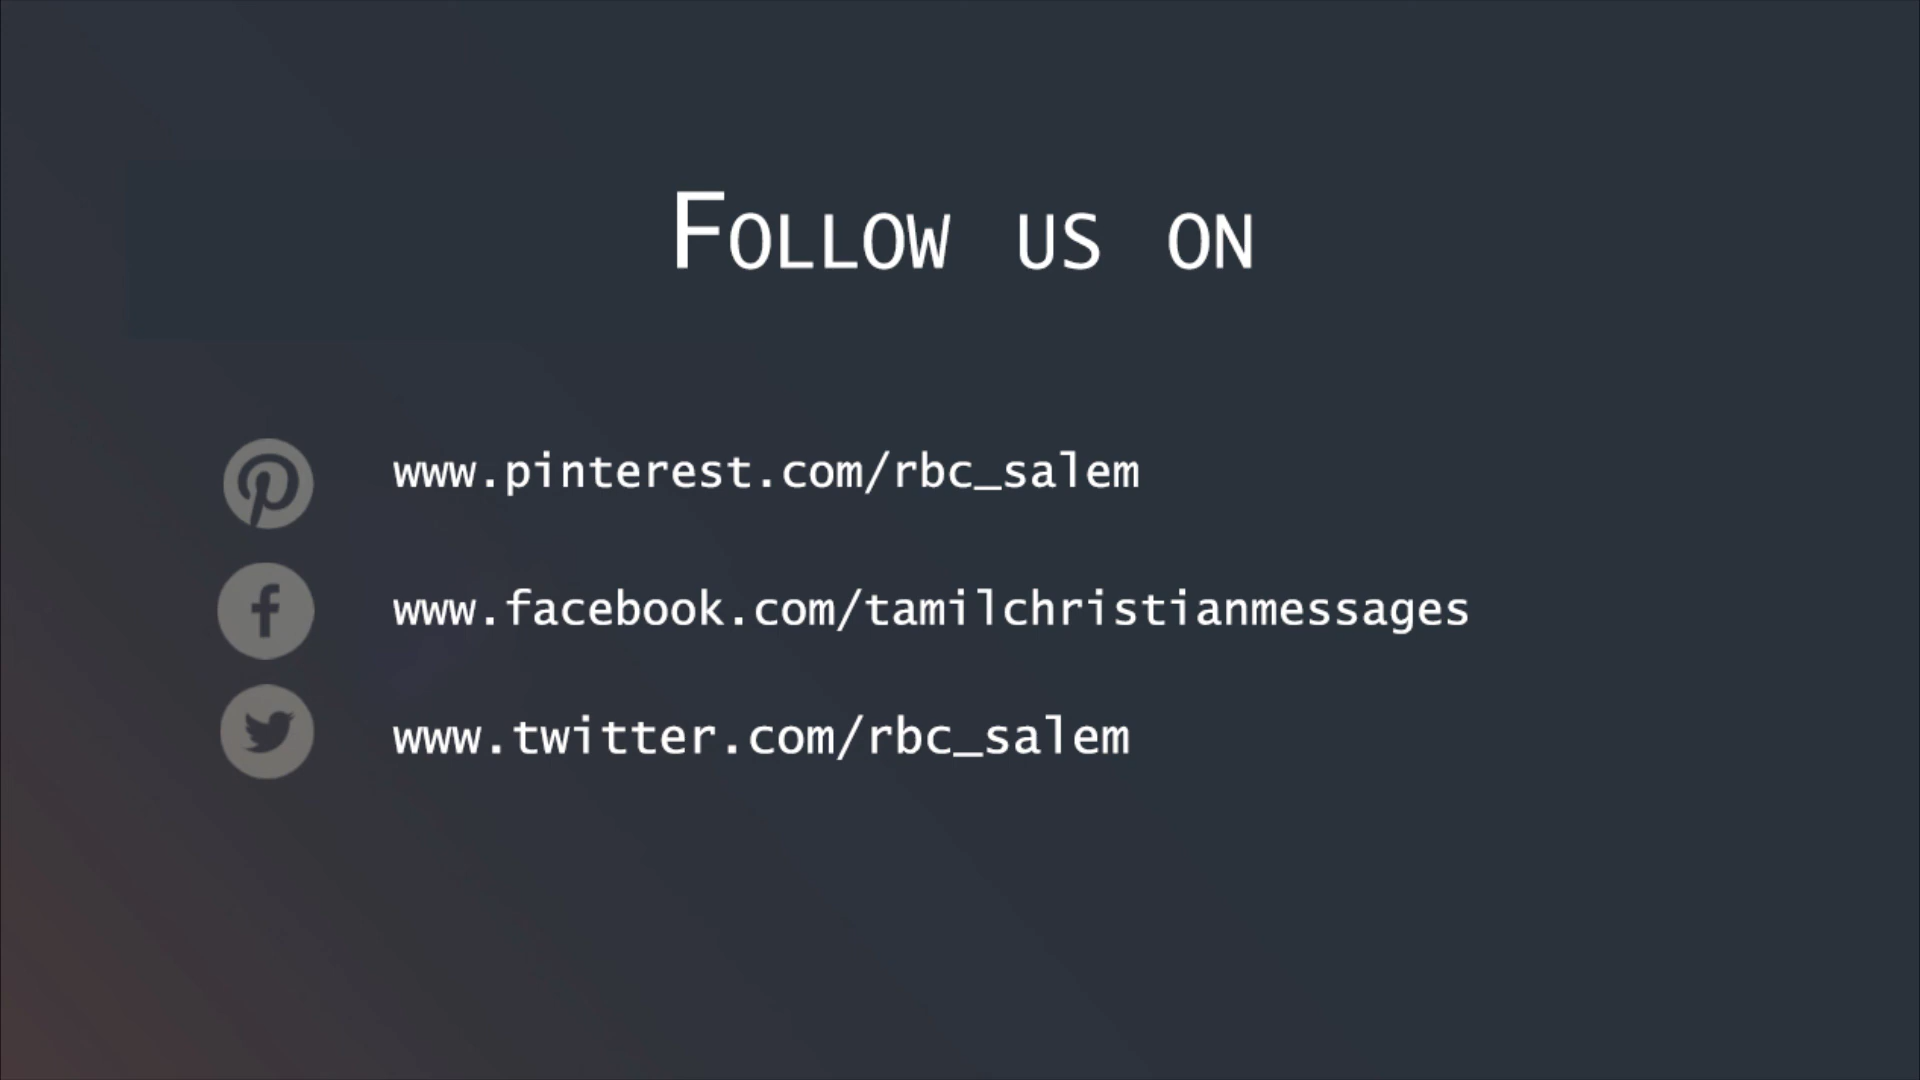 Follow us on
www.pinterest.com/rbc_salem
www.facebook.com/tamilchristianmessages
www.twitter.com/rbc_salem